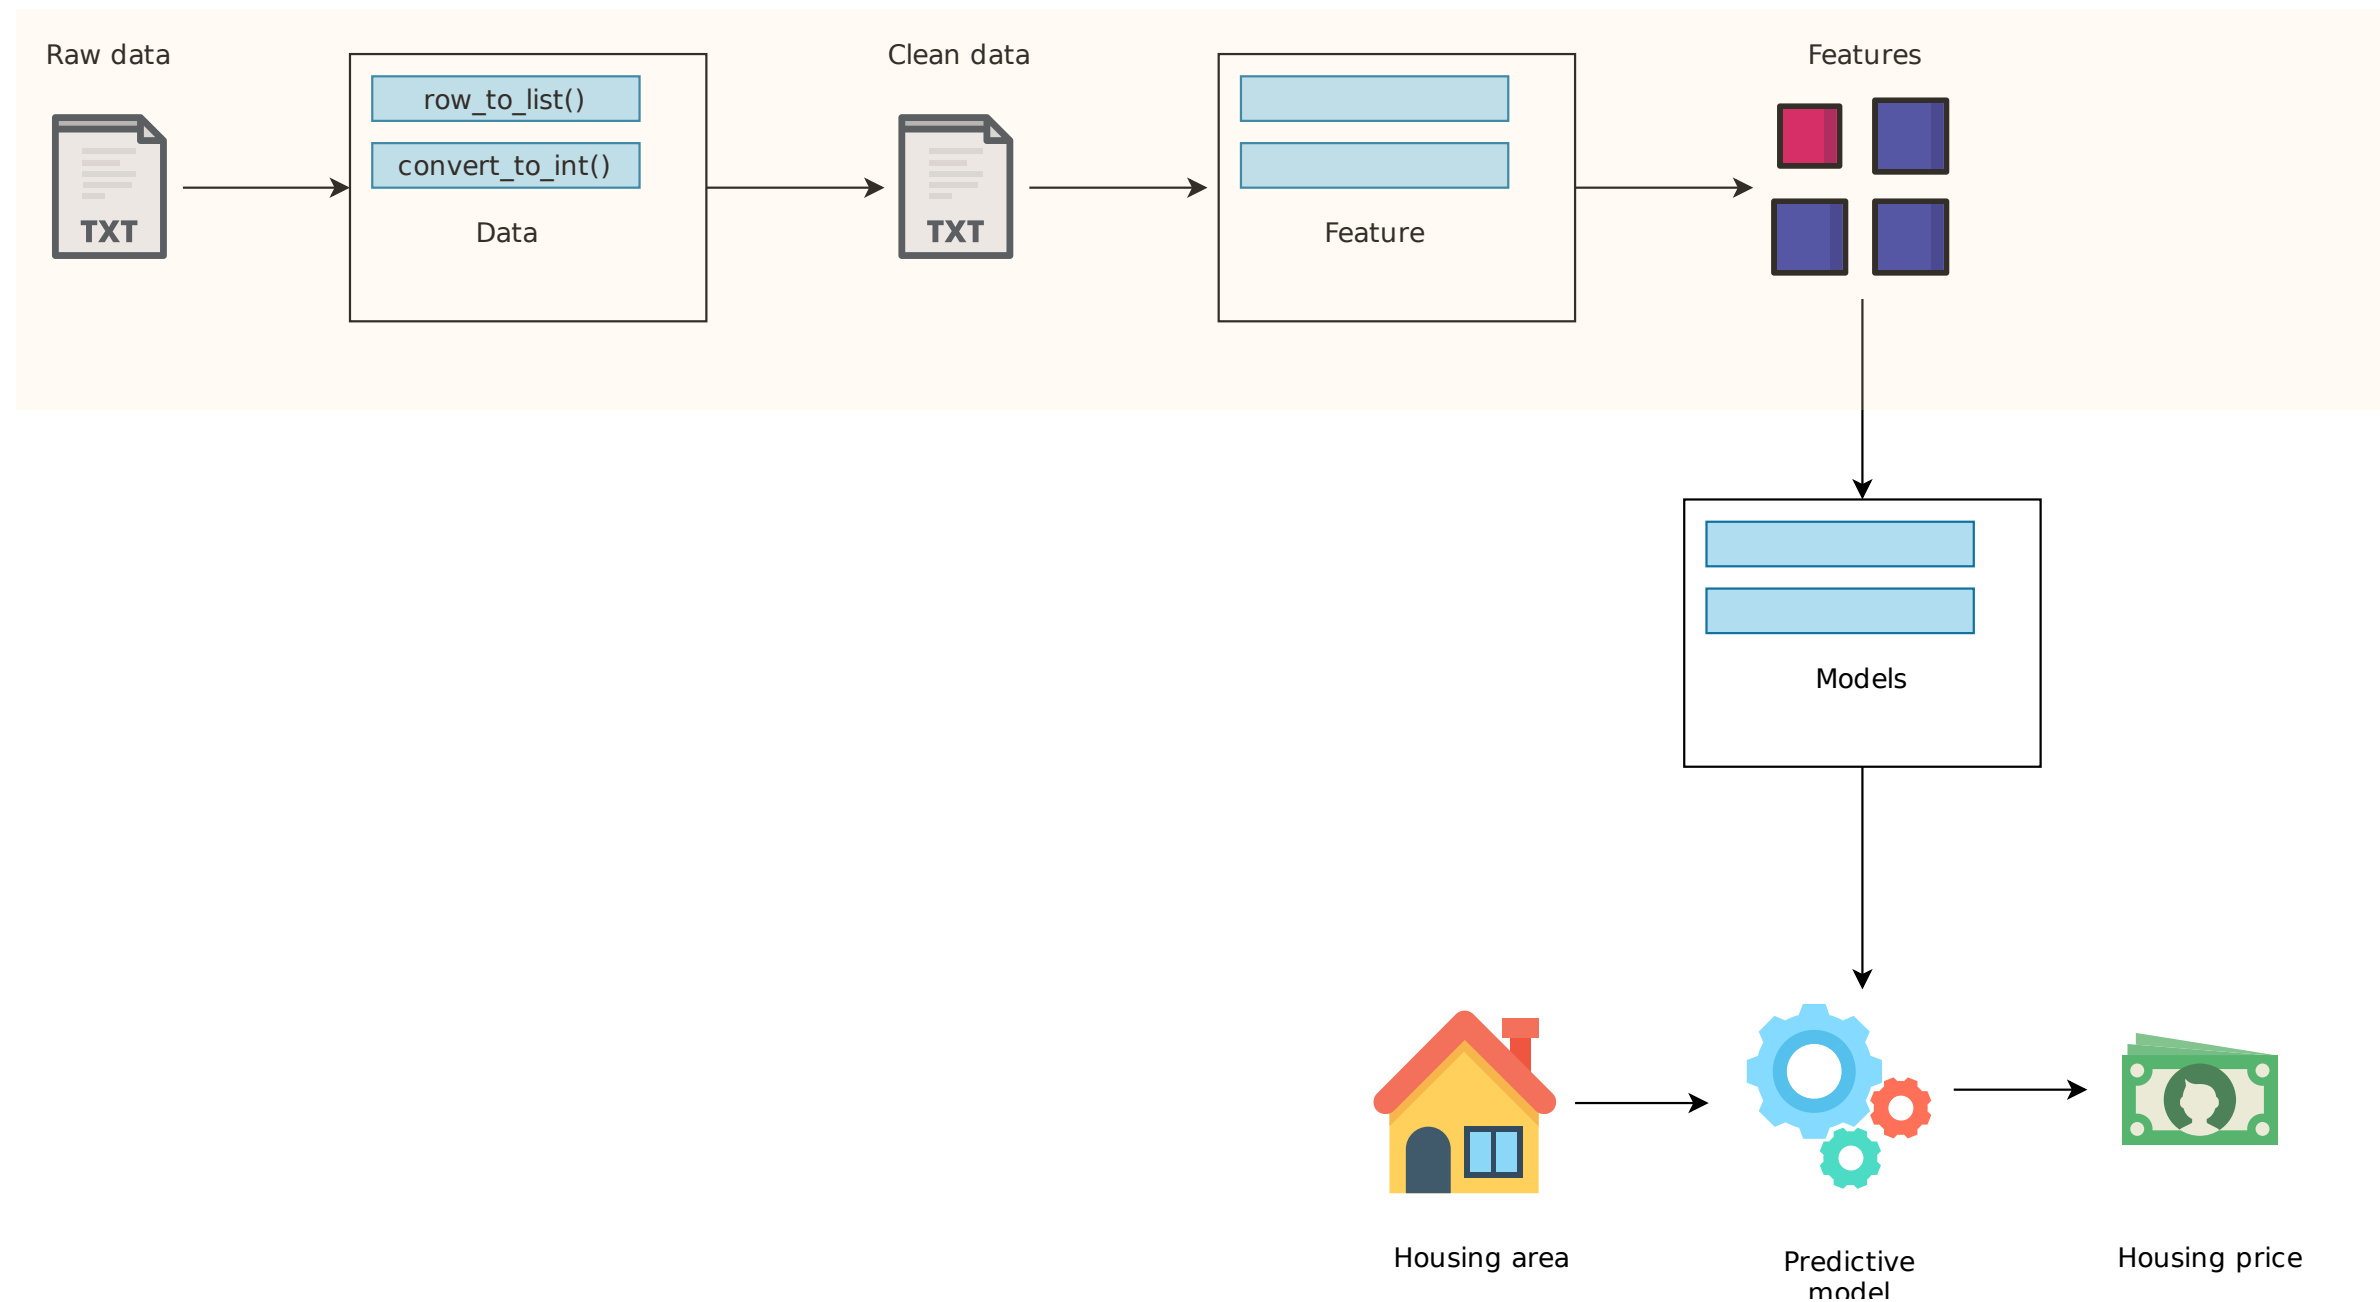 Raw data
Clean data
Features
row_to_list()
convert_to_int()
TXT
Data
TXT
Feature
Models
Housing area
Predictive
model
Housing price